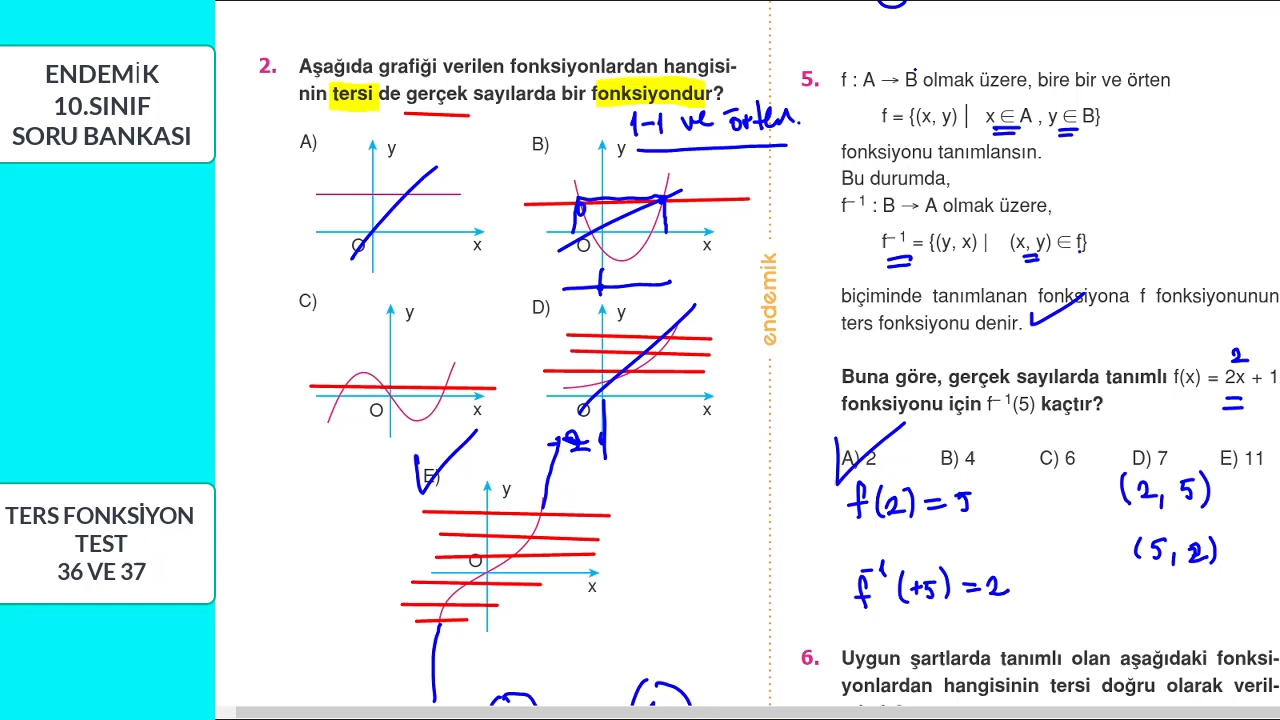 ENDEMİK
10.SINIF
SORU BANKASI
TERS FONKSİYON
TEST
36 VE 37
2. Aşağıda grafiği verilen fonksiyonlardan hangisi-
nin tersi de gerçek sayılarda bir fonksiyondur?
1-1 ve örten.
A)
y
O
x
B)
y
O
x
C)
y
O
x
D)
y
O
x
E)
y
O
x
endemik
5. f : A → B olmak üzere, bire bir ve örten
f = {(x, y) | x ∈ A , y ∈ B}
fonksiyonu tanımlansın.
Bu durumda,
f⁻¹ : B → A olmak üzere,
f⁻¹ = {(y, x) | (x, y) ∈ f}
biçiminde tanımlanan fonksiyona f fonksiyonunun
ters fonksiyonu denir.
2
Buna göre, gerçek sayılarda tanımlı f(x) = 2x + 1
fonksiyonu için f⁻¹(5) kaçtır?
A) 2 B) 4 C) 6 D) 7 E) 11
f(2) = 5
(2, 5)
(5, 2)
f⁻¹(+5) = 2
6. Uygun şartlarda tanımlı olan aşağıdaki fonksi-
yonlardan hangisinin tersi doğru olarak veril-